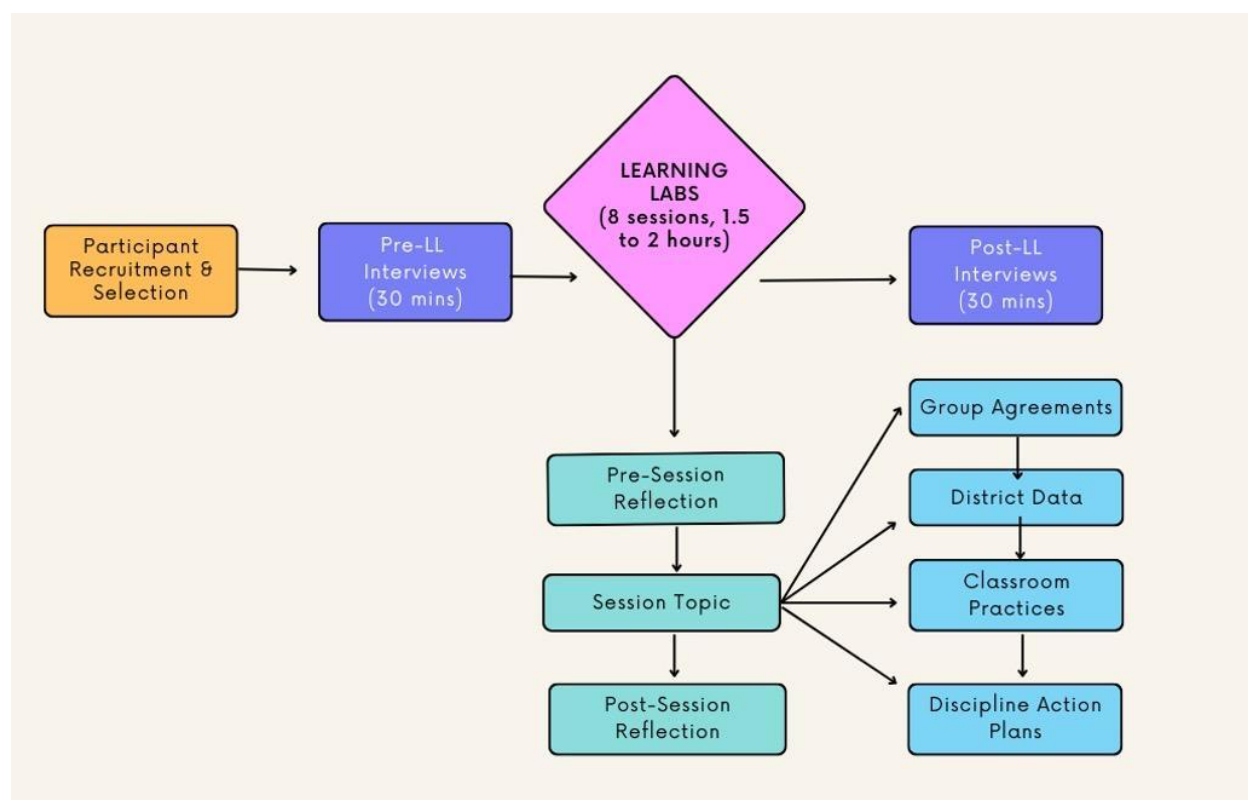 Participant
Recruitment &
Selection
Pre-LL
Interviews
(30 mins)
LEARNING
LABS
(8 sessions, 1.5
to 2 hours)
Post-LL
Interviews
(30 mins)
Pre-Session
Reflection
Session Topic
Post-Session
Reflection
Group Agreements
District Data
Classroom
Practices
Discipline Action
Plans